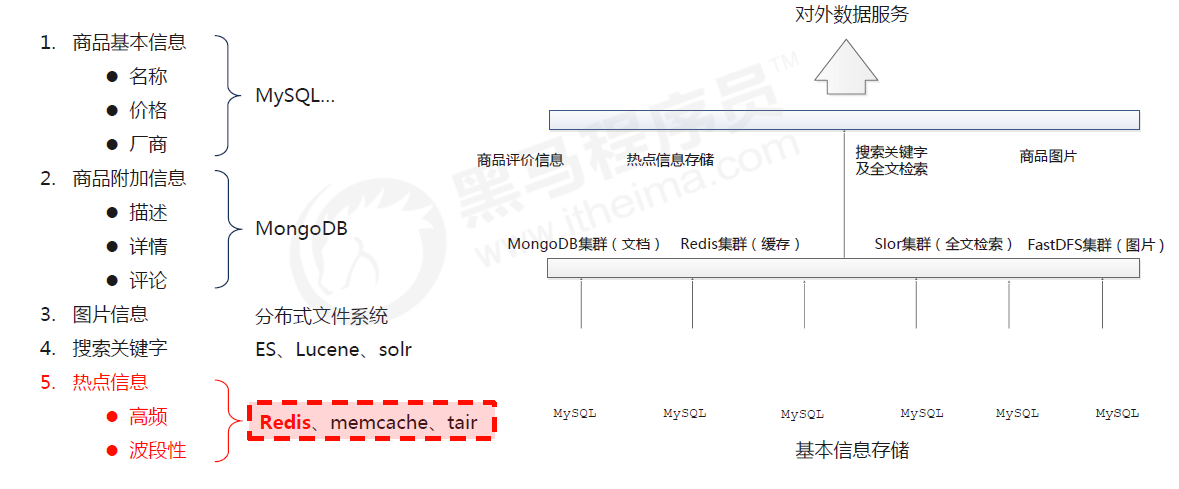 1. 商品基本信息
● 名称
● 价格
● 厂商
MySQL…
2. 商品附加信息
● 描述
● 详情
● 评论
MongoDB
3. 图片信息
分布式文件系统
4. 搜索关键字
ES、Lucene、solr
5. 热点信息
● 高频
● 波段性
Redis、memcache、tair
对外数据服务
商品评价信息
热点信息存储
搜索关键字
及全文检索
商品图片
MongoDB集群（文档）
Redis集群（缓存）
Slor集群（全文检索）
FastDFS集群（图片）
MySQL
MySQL
MySQL
MySQL
MySQL
MySQL
基本信息存储
黑马程序员™
www.itheima.com